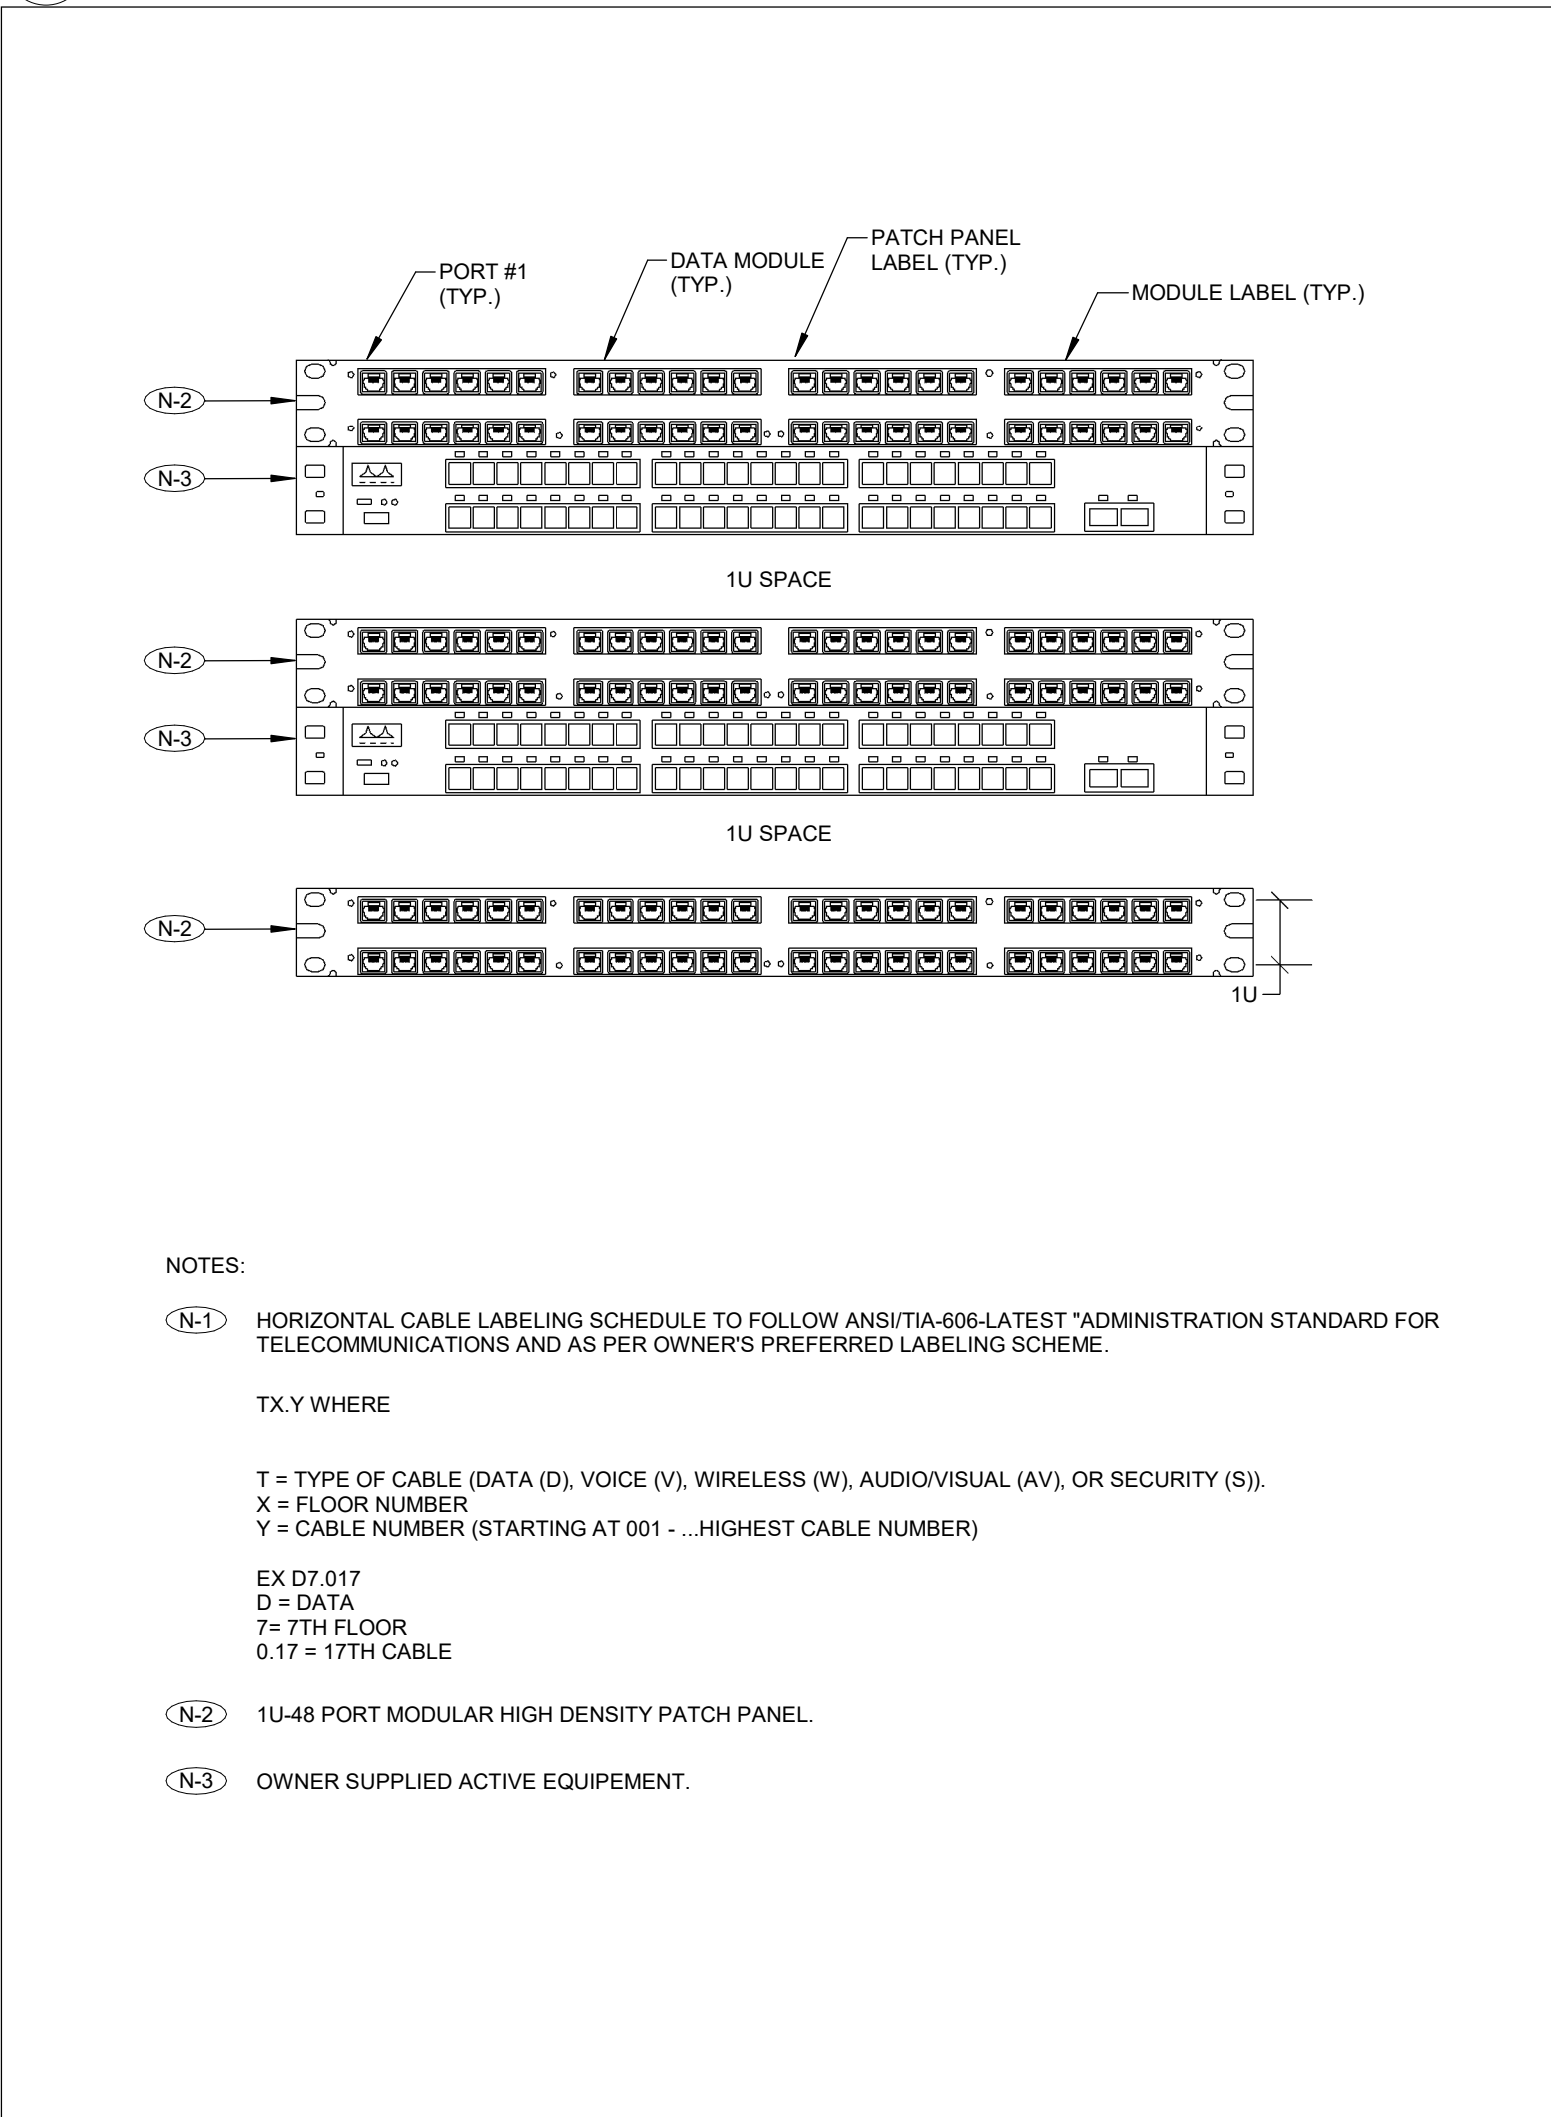 PORT #1
(TYP.)
DATA MODULE
(TYP.)
PATCH PANEL
LABEL (TYP.)
MODULE LABEL (TYP.)
N-2
N-3
1U SPACE
N-2
N-3
1U SPACE
N-2
1U
NOTES:
N-1 HORIZONTAL CABLE LABELING SCHEDULE TO FOLLOW ANSI/TIA-606-LATEST "ADMINISTRATION STANDARD FOR
TELECOMMUNICATIONS AND AS PER OWNER'S PREFERRED LABELING SCHEME.
TX.Y WHERE
T = TYPE OF CABLE (DATA (D), VOICE (V), WIRELESS (W), AUDIO/VISUAL (AV), OR SECURITY (S)).
X = FLOOR NUMBER
Y = CABLE NUMBER (STARTING AT 001 - ...HIGHEST CABLE NUMBER)
EX D7.017
D = DATA
7= 7TH FLOOR
0.17 = 17TH CABLE
N-2 1U-48 PORT MODULAR HIGH DENSITY PATCH PANEL.
N-3 OWNER SUPPLIED ACTIVE EQUIPEMENT.